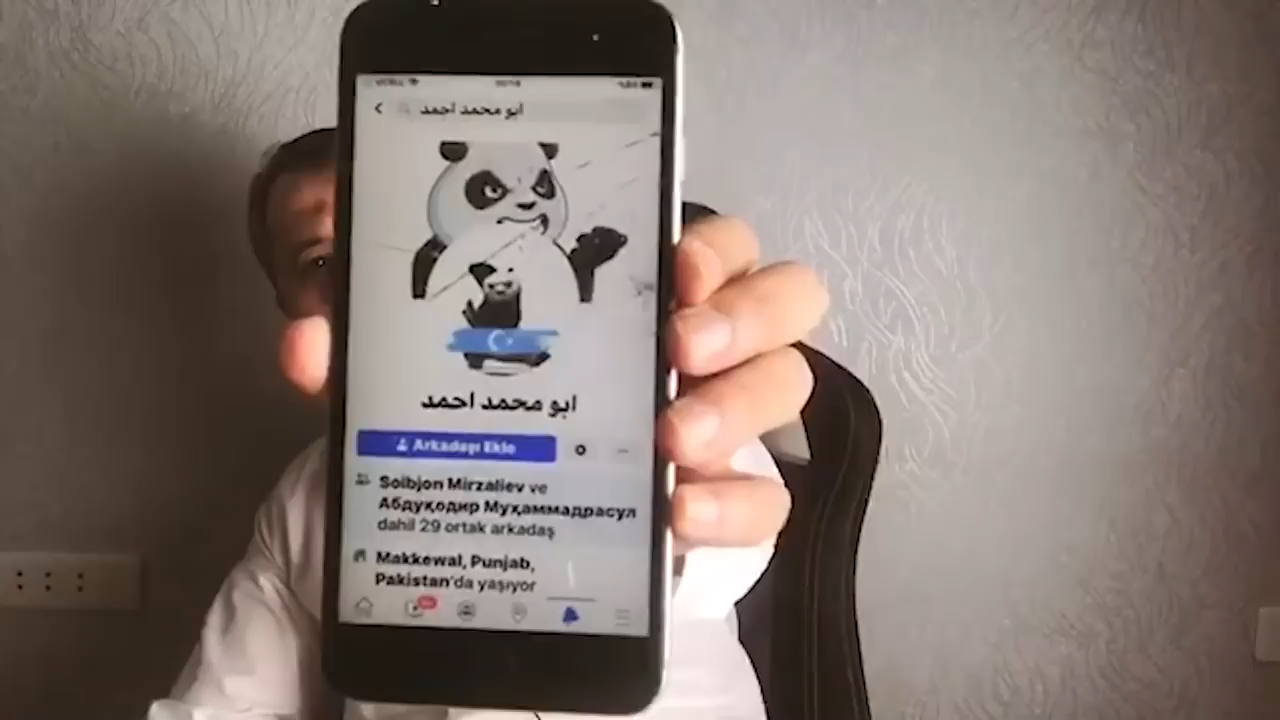 ابو محمد احمد
ابو محمد احمد
Arkadaşı Ekle
Soibjon Mirzaliev ve
Абдуқодир Муҳаммадрасул
dahil 29 ortak arkadaş
Makkewal, Punjab,
Pakistan'da yaşıyor